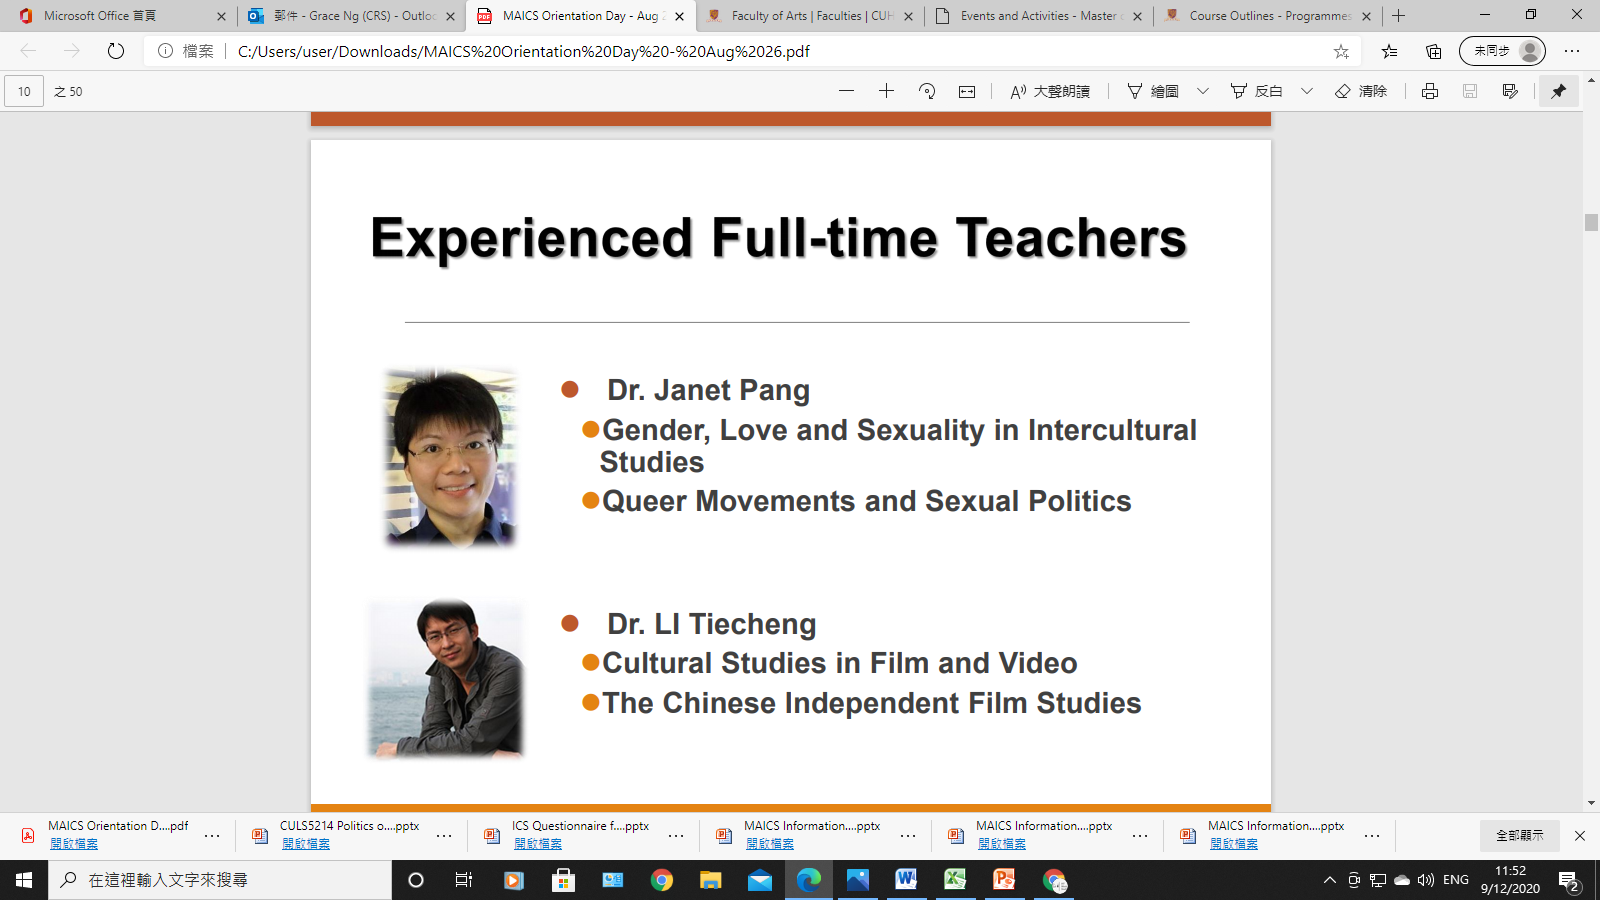 Microsoft Office 首頁
郵件 - Grace Ng (CRS) - Outloo
MAICS Orientation Day - Aug 2
Faculty of Arts | Faculties | CUH
Events and Activities - Master o
Course Outlines - Programmes
檔案
C:/Users/user/Downloads/MAICS%20Orientation%20Day%20-%20Aug%2026.pdf
未同步
10 之 50
大聲朗讀
繪圖
反白
清除
Experienced Full-time Teachers
Dr. Janet Pang
Gender, Love and Sexuality in Intercultural
Studies
Queer Movements and Sexual Politics
Dr. LI Tiecheng
Cultural Studies in Film and Video
The Chinese Independent Film Studies
MAICS Orientation D....pdf
開啟檔案
CULS5214 Politics o....pptx
開啟檔案
ICS Questionnaire f....pptx
開啟檔案
MAICS Information....pptx
開啟檔案
MAICS Information....pptx
開啟檔案
MAICS Information....pptx
開啟檔案
全部顯示
在這裡輸入文字來搜尋
ENG
11:52
9/12/2020
2